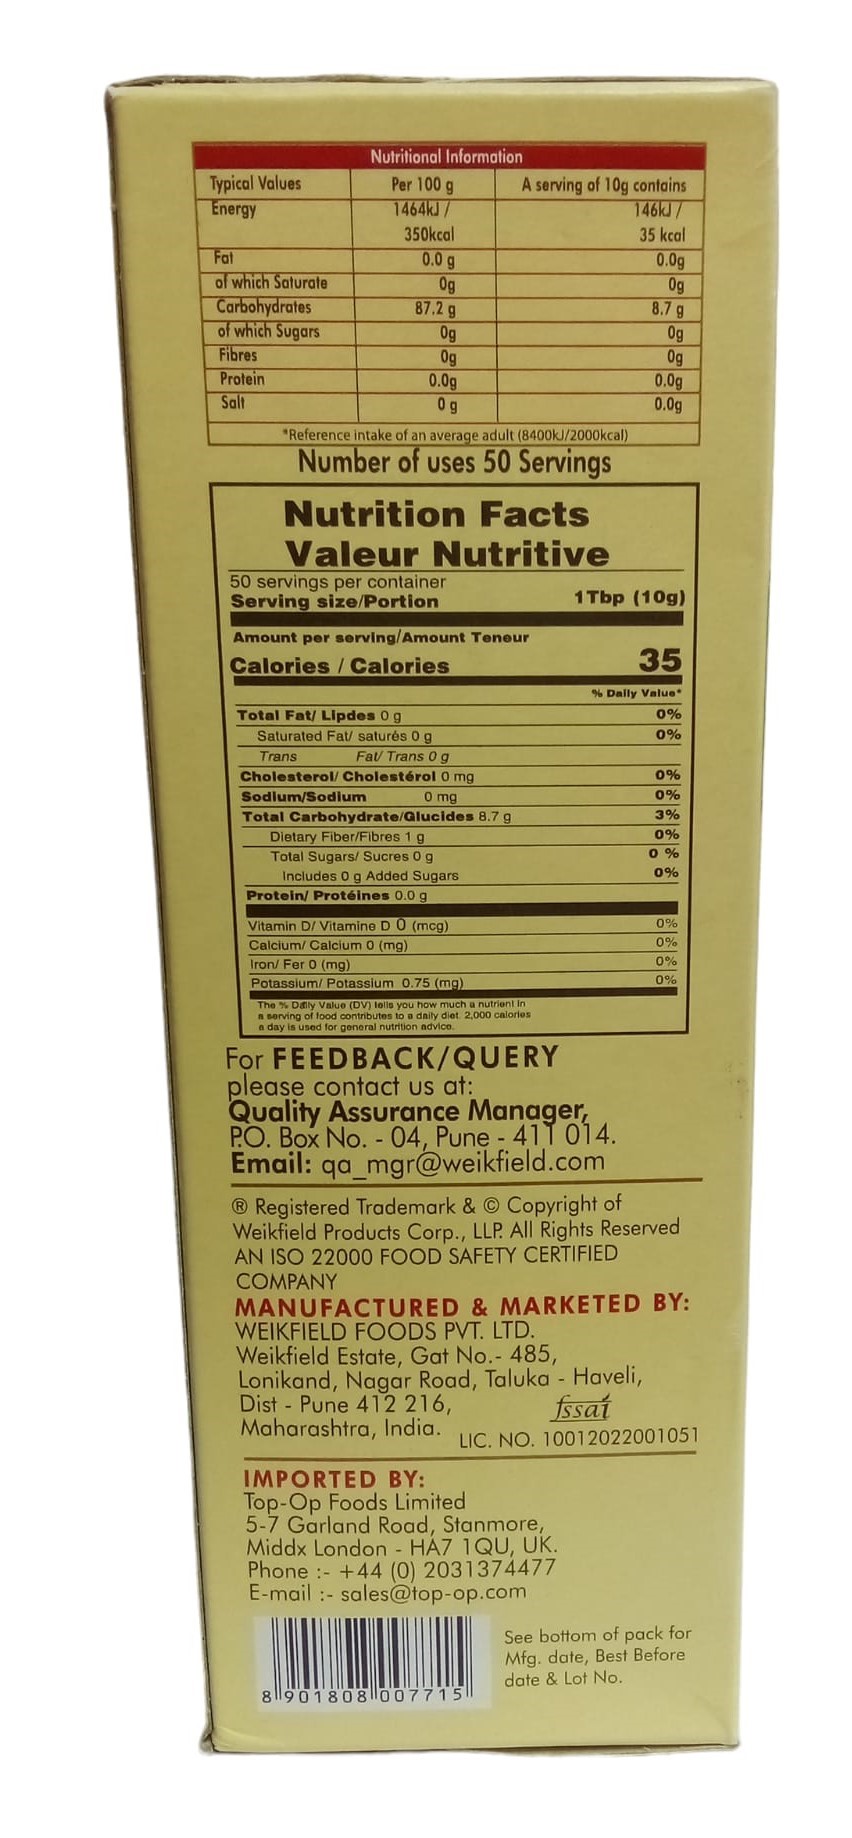 Nutritional Information
Typical Values Per 100 g A serving of 10g contains
Energy 1464kJ / 146kJ /
350kcal 35 kcal
Fat 0.0 g 0.0g
of which Saturate 0g 0g
Carbohydrates 87.2 g 8.7 g
of which Sugars 0g 0g
Fibres 0g 0g
Protein 0.0g 0.0g
Salt 0 g 0.0g
*Reference intake of an average adult (8400kJ/2000kcal)
Number of uses 50 Servings
Nutrition Facts
Valeur Nutritive
50 servings per container
Serving size/Portion 1Tbp (10g)
Amount per serving/Amount Teneur
Calories / Calories 35
% Daily Value*
Total Fat/ Lipdes 0 g 0%
Saturated Fat/ saturés 0 g 0%
Trans Fat/ Trans 0 g
Cholesterol/ Cholestérol 0 mg 0%
Sodium/Sodium 0 mg 0%
Total Carbohydrate/Glucides 8.7 g 3%
Dietary Fiber/Fibres 1 g 0%
Total Sugars/ Sucres 0 g 0 %
Includes 0 g Added Sugars 0%
Protein/ Protéines 0.0 g
Vitamin D/ Vitamine D 0 (mcg) 0%
Calcium/ Calcium 0 (mg) 0%
Iron/ Fer 0 (mg) 0%
Potassium/ Potassium 0.75 (mg) 0%
The % Daily Value (DV) tells you how much a nutrient in
a serving of food contributes to a daily diet. 2,000 calories
a day is used for general nutrition advice.
For FEEDBACK/QUERY
please contact us at:
Quality Assurance Manager,
P.O. Box No. - 04, Pune - 411 014.
Email: qa_mgr@weikfield.com
® Registered Trademark & © Copyright of
Weikfield Products Corp., LLP. All Rights Reserved
AN ISO 22000 FOOD SAFETY CERTIFIED
COMPANY
MANUFACTURED & MARKETED BY:
WEIKFIELD FOODS PVT. LTD.
Weikfield Estate, Gat No.- 485,
Lonikand, Nagar Road, Taluka - Haveli,
Dist - Pune 412 216,
Maharashtra, India.
fssai
LIC. NO. 10012022001051
IMPORTED BY:
Top-Op Foods Limited
5-7 Garland Road, Stanmore,
Middx London - HA7 1QU, UK.
Phone :- +44 (0) 2031374477
E-mail :- sales@top-op.com
8 901808 007715
See bottom of pack for
Mfg. date, Best Before
date & Lot No.